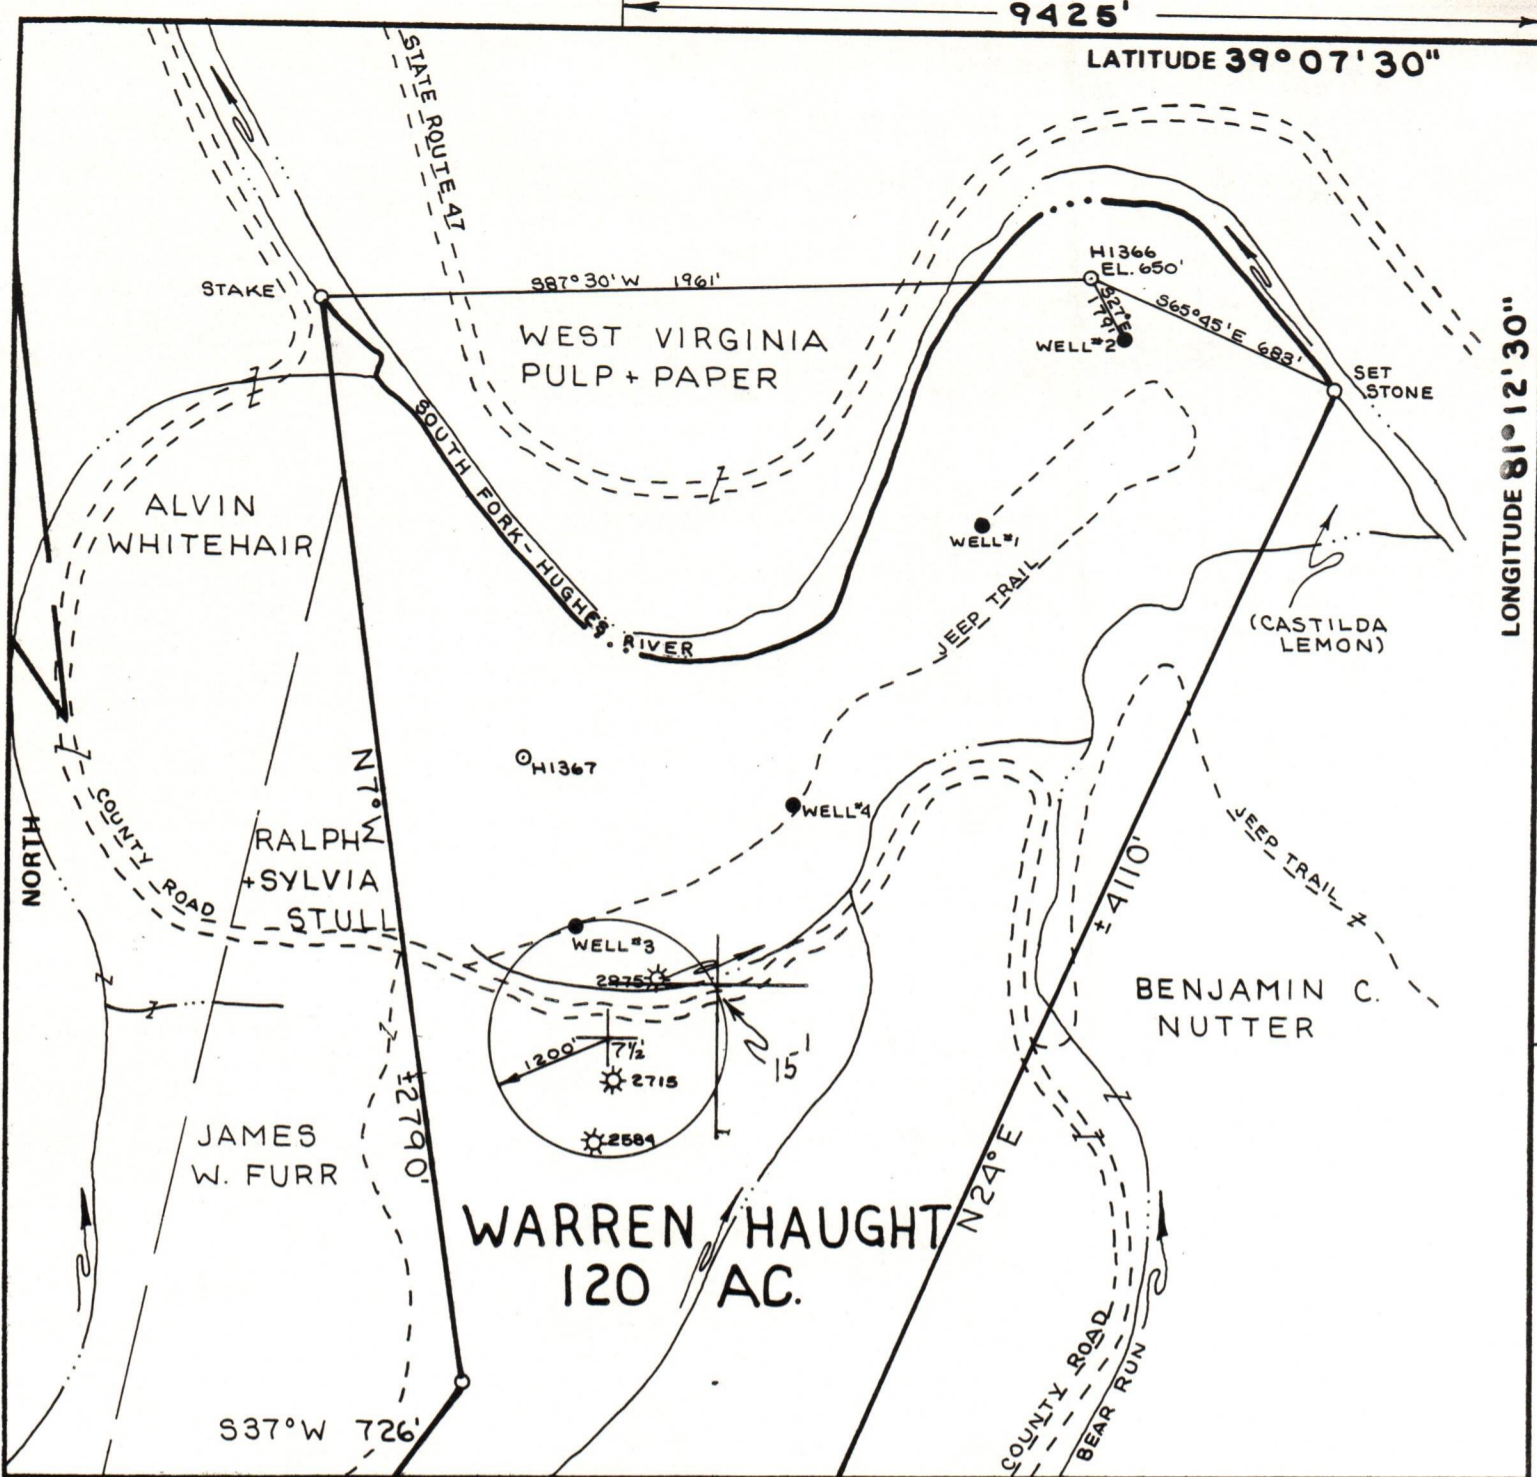 9425'
LATITUDE 39°07'30"
STATE ROUTE 47
H1366
EL. 650'
STAKE
S87°30'W 1961'
S27°E
179'
S65°45'E 683'
WEST VIRGINIA
PULP + PAPER
WELL #2
SET
STONE
LONGITUDE 81°12'30"
SOUTH FORK-HUGHES RIVER
ALVIN
WHITEHAIR
WELL #1
JEEP TRAIL
(CASTILDA
LEMON)
N7°W
H1367
WELL #4
COUNTY ROAD
NORTH
RALPH
+ SYLVIA
STULL
JEEP TRAIL
± 4110'
WELL #3
2975
BENJAMIN C.
NUTTER
1200'
7½'
15'
2715
± 2790'
2584
JAMES
W. FURR
N24°E
WARREN HAUGHT
120 AC.
COUNTY ROAD
BEAR RUN
S37°W 726'